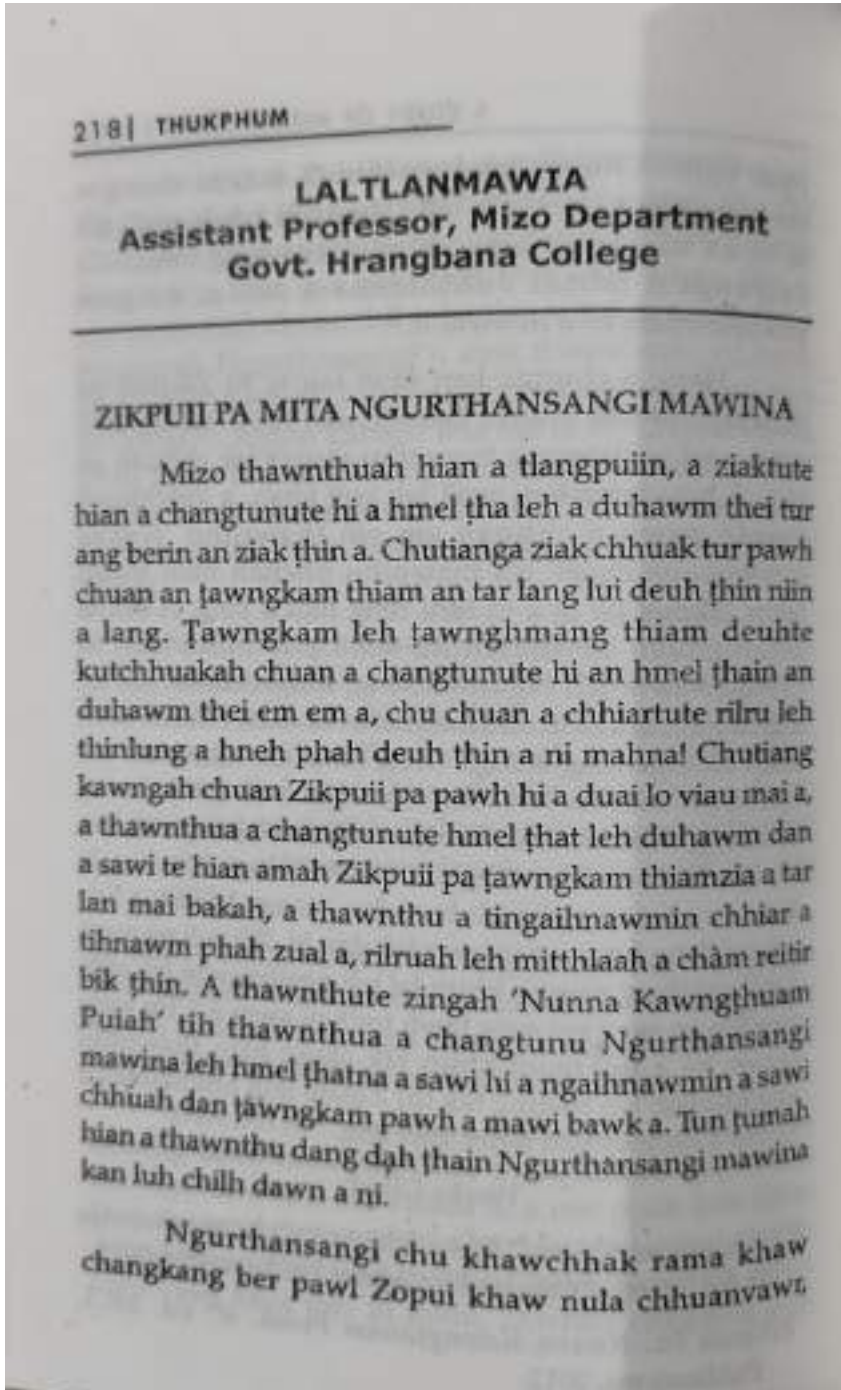 218| THUKPHUM
LALTLANMAWIA
Assistant Professor, Mizo Department
Govt. Hrangbana College
ZIKPUII PA MITA NGURTHANSANGI MAWINA
Mizo thawnthuah hian a tlangpuiin, a ziaktute
hian a changtunute hi a hmel ṭha leh a duhawm thei tur
ang berin an ziak ṭhin a. Chutianga ziak chhuak tur pawh
chuan an ṭawngkam thiam an tar lang lui deuh ṭhin niin
a lang. Ṭawngkam leh ṭawnghmang thiam deuhte
kutchhuakah chuan a changtunute hi an hmel ṭhain an
duhawm thei em em a, chu chuan a chhiartute rilru leh
thinlung a hneh phah deuh ṭhin a ni mahna! Chutiang
kawngah chuan Zikpuii pa pawh hi a duai lo viau mai a,
a thawnthua a changtunute hmel ṭhat leh duhawm dan
a sawi te hian amah Zikpuii pa ṭawngkam thiamzia a tar
lan mai bakah, a thawnthu a tingaihnawmin chhiar a
tihnawm phah zual a, rilruah leh mitthlaah a châm reitir
bik ṭhin. A thawnthute zingah 'Nunna Kawngṭhuam
Puiah' tih thawnthua a changtunu Ngurthansangi
mawina leh hmel ṭhatna a sawi hi a ngaihnawmin a sawi
chhuah dan ṭawngkam pawh a mawi bawk a. Tun ṭumah
hian a thawnthu dang dah ṭhain Ngurthansangi mawina
kan luh chilh dawn a ni.
Ngurthansangi chu khawchhak rama khaw
changkang ber pawl Zopui khaw nula chhuanvawr,